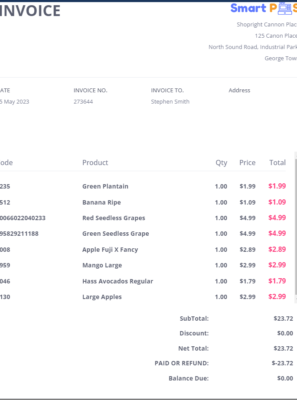 INVOICE
Smart P S
Shopright Cannon Plac
125 Canon Place
North Sound Road, Industrial Park
George Tow
ATE INVOICE NO. INVOICE TO. Address
5 May 2023 273644 Stephen Smith
ode Product Qty Price Total
235 Green Plantain 1.00 $1.99 $1.99
512 Banana Ripe 1.00 $1.09 $1.09
0066022040233 Red Seedless Grapes 1.00 $4.99 $4.99
95829211188 Green Seedless Grape 1.00 $4.99 $4.99
008 Apple Fuji X Fancy 1.00 $2.89 $2.89
959 Mango Large 1.00 $2.99 $2.99
046 Hass Avocados Regular 1.00 $1.79 $1.79
130 Large Apples 1.00 $2.99 $2.99
SubTotal: $23.72
Discount: $0.00
Net Total: $23.72
PAID OR REFUND: $-23.72
Balance Due: $0.00